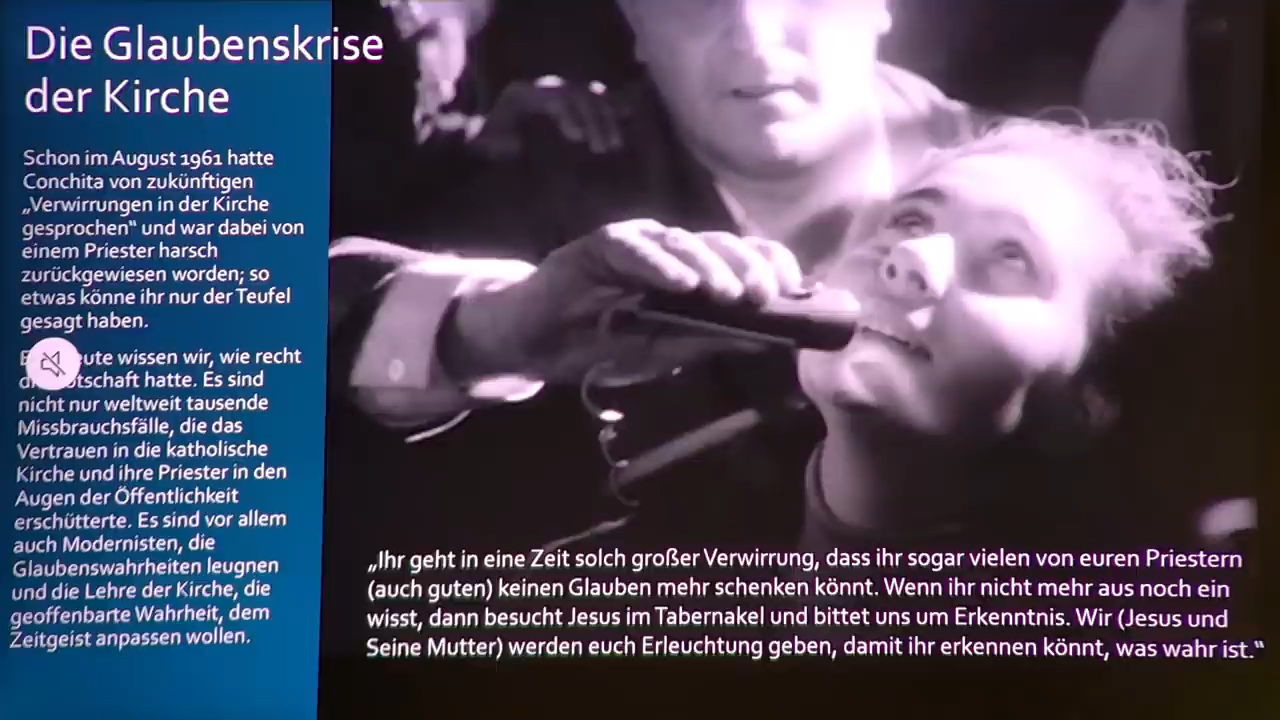 Die Glaubenskrise
der Kirche
Schon im August 1961 hatte
Conchita von zukünftigen
„Verwirrungen in der Kirche
gesprochen“ und war dabei von
einem Priester harsch
zurückgewiesen worden; so
etwas könne ihr nur der Teufel
gesagt haben.
wissen wir, wie recht
hatte. Es sind
nicht nur weltweit tausende
Missbrauchsfälle, die das
Vertrauen in die katholische
Kirche und ihre Priester in den
Augen der Öffentlichkeit
erschütterte. Es sind vor allem
auch Modernisten, die
Glaubenswahrheiten leugnen
und die Lehre der Kirche, die
geoffenbarte Wahrheit, dem
Zeitgeist anpassen wollen.
„Ihr geht in eine Zeit solch großer Verwirrung, dass ihr sogar vielen von euren Priestern
(auch guten) keinen Glauben mehr schenken könnt. Wenn ihr nicht mehr aus noch ein
wisst, dann besucht Jesus im Tabernakel und bittet uns um Erkenntnis. Wir (Jesus und
Seine Mutter) werden euch Erleuchtung geben, damit ihr erkennen könnt, was wahr ist.“